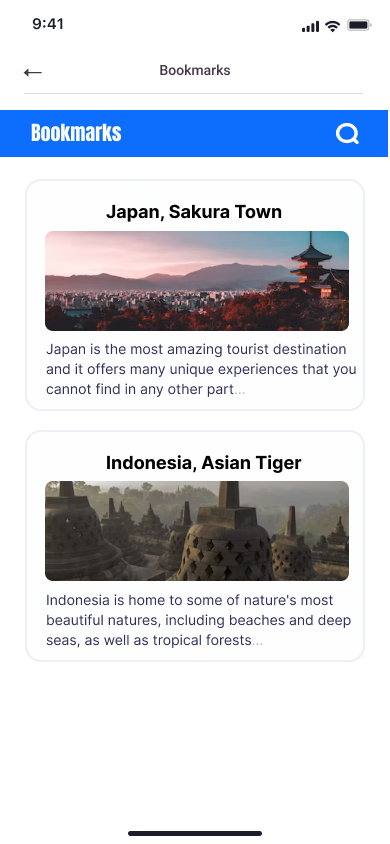 9:41
Bookmarks
Bookmarks
Japan, Sakura Town
Japan is the most amazing tourist destination
and it offers many unique experiences that you
cannot find in any other part...
Indonesia, Asian Tiger
Indonesia is home to some of nature's most
beautiful natures, including beaches and deep
seas, as well as tropical forests...